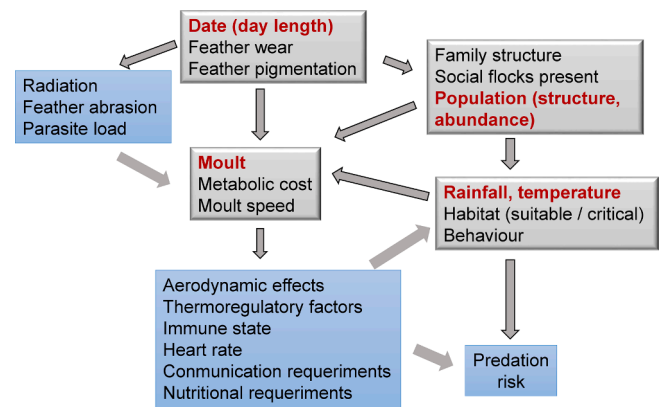 Date (day length)
Feather wear
Feather pigmentation
Family structure
Social flocks present
Population (structure,
abundance)
Radiation
Feather abrasion
Parasite load
Moult
Metabolic cost
Moult speed
Rainfall, temperature
Habitat (suitable / critical)
Behaviour
Aerodynamic effects
Thermoregulatory factors
Immune state
Heart rate
Conmunication requeriments
Nutritional requeriments
Predation
risk